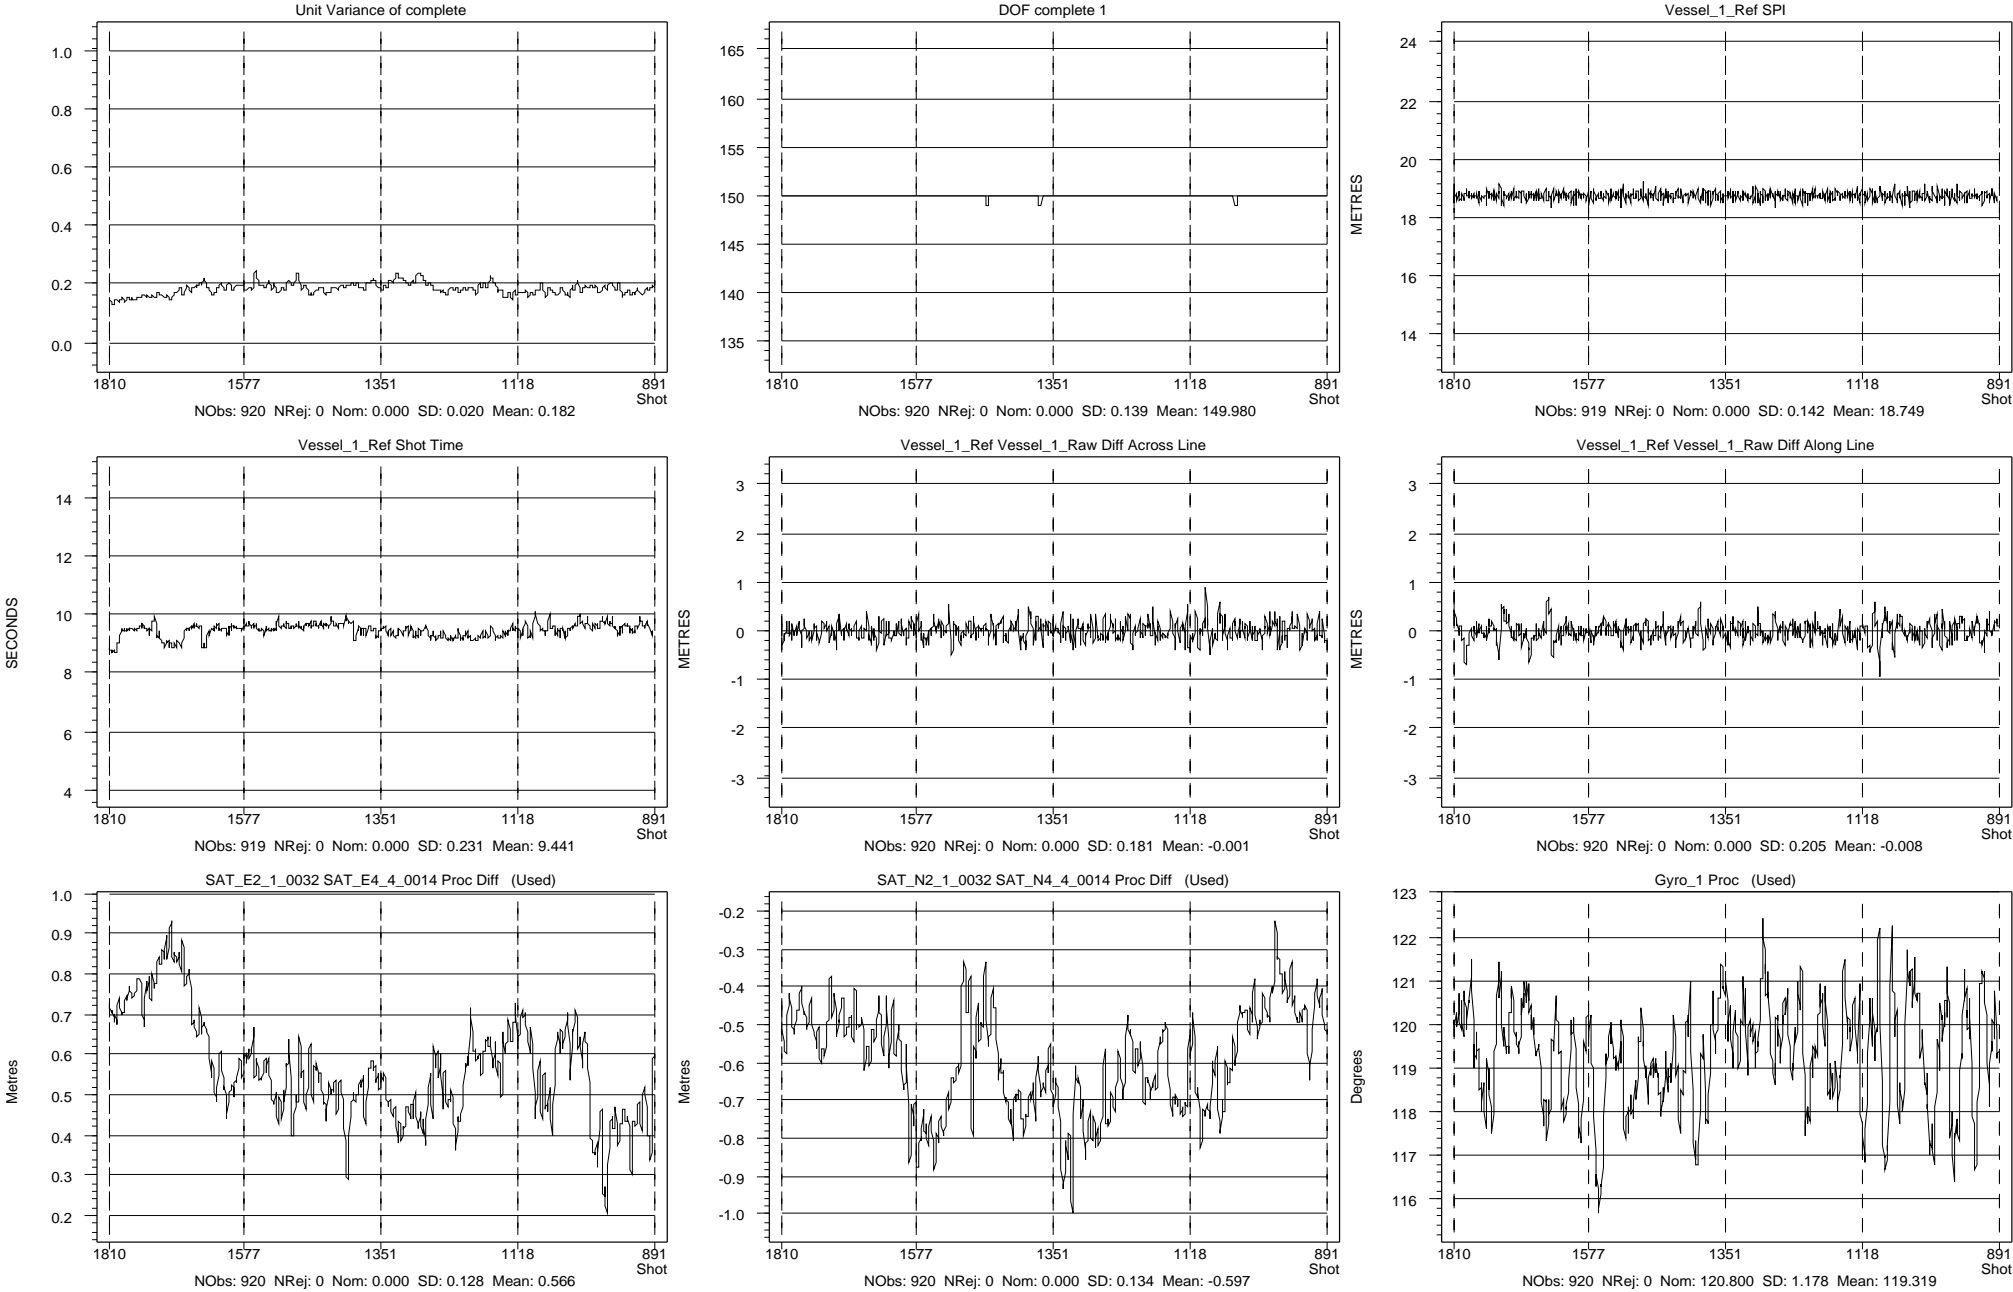 Unit Variance of complete
1.0
0.8
0.6
0.4
0.2
0.0
1810 1577 1351 1118 891
Shot
NObs: 920 NRej: 0 Nom: 0.000 SD: 0.020 Mean: 0.182
DOF complete 1
165
160
155
150
145
140
135
1810 1577 1351 1118 891
Shot
NObs: 920 NRej: 0 Nom: 0.000 SD: 0.139 Mean: 149.980
Vessel_1_Ref SPI
METRES
24
22
20
18
16
14
1810 1577 1351 1118 891
Shot
NObs: 919 NRej: 0 Nom: 0.000 SD: 0.142 Mean: 18.749
Vessel_1_Ref Shot Time
SECONDS
14
12
10
8
6
4
1810 1577 1351 1118 891
Shot
NObs: 919 NRej: 0 Nom: 0.000 SD: 0.231 Mean: 9.441
Vessel_1_Ref Vessel_1_Raw Diff Across Line
METRES
3
2
1
0
-1
-2
-3
1810 1577 1351 1118 891
Shot
NObs: 920 NRej: 0 Nom: 0.000 SD: 0.181 Mean: -0.001
Vessel_1_Ref Vessel_1_Raw Diff Along Line
METRES
3
2
1
0
-1
-2
-3
1810 1577 1351 1118 891
Shot
NObs: 920 NRej: 0 Nom: 0.000 SD: 0.205 Mean: -0.008
SAT_E2_1_0032 SAT_E4_4_0014 Proc Diff (Used)
Metres
1.0
0.9
0.8
0.7
0.6
0.5
0.4
0.3
0.2
1810 1577 1351 1118 891
Shot
NObs: 920 NRej: 0 Nom: 0.000 SD: 0.128 Mean: 0.566
SAT_N2_1_0032 SAT_N4_4_0014 Proc Diff (Used)
Metres
-0.2
-0.3
-0.4
-0.5
-0.6
-0.7
-0.8
-0.9
-1.0
1810 1577 1351 1118 891
Shot
NObs: 920 NRej: 0 Nom: 0.000 SD: 0.134 Mean: -0.597
Gyro_1 Proc (Used)
Degrees
123
122
121
120
119
118
117
116
1810 1577 1351 1118 891
Shot
NObs: 920 NRej: 0 Nom: 120.800 SD: 1.178 Mean: 119.319